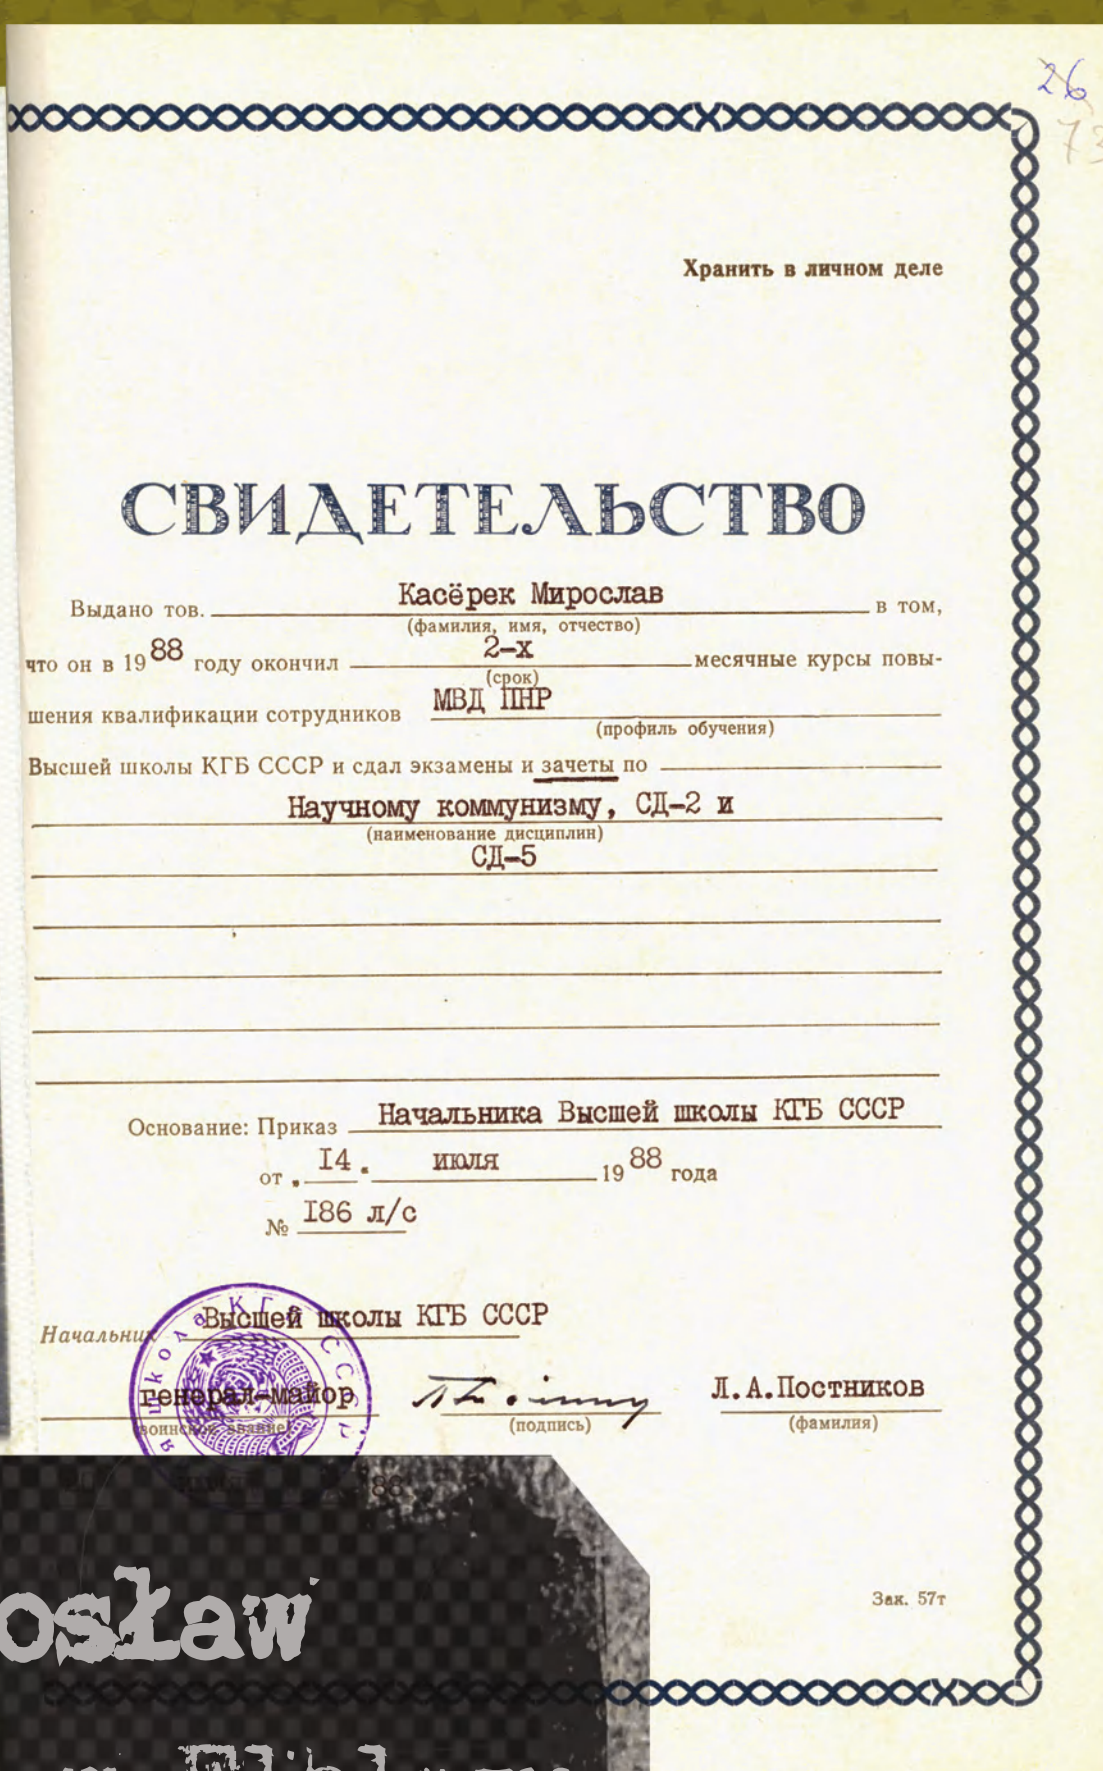 26
73
Хранить в личном деле
СВИДЕТЕЛЬСТВО
Касёрек Мирослав
Выдано тов. в том,
(фамилия, имя, отчество)
что он в 1988 году окончил 2-х месячные курсы повы-
(срок)
шения квалификации сотрудников МВД ПНР
(профиль обучения)
Высшей школы КГБ СССР и сдал экзамены и зачеты по
Научному коммунизму, СД-2 и
(наименование дисциплин)
СД-5
Основание: Приказ Начальника Высшей школы КГБ СССР
от „14. июля 1988 года
№ 186 л/с
Начальник Высшей школы КГБ СССР
генерал-майор Л.А.Постников
(воинское звание) (подпись) (фамилия)
88
Зак. 57т
osław